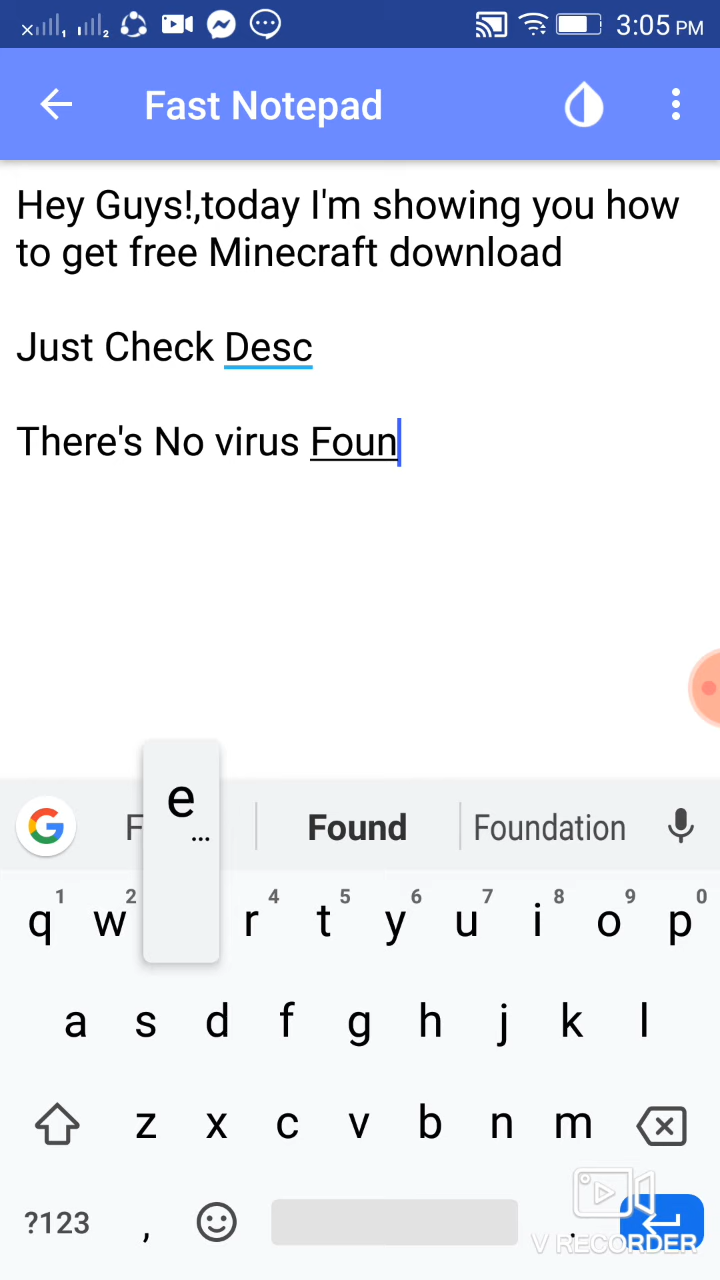 3:05 PM
Fast Notepad
Hey Guys!,today I'm showing you how
to get free Minecraft download
Just Check Desc
There's No virus Foun
e
...
F Found Foundation
1 2 4 5 6 7 8 9 0
q w r t y u i o p
a s d f g h j k l
z x c v b n m
?123 , .
V RECORDER